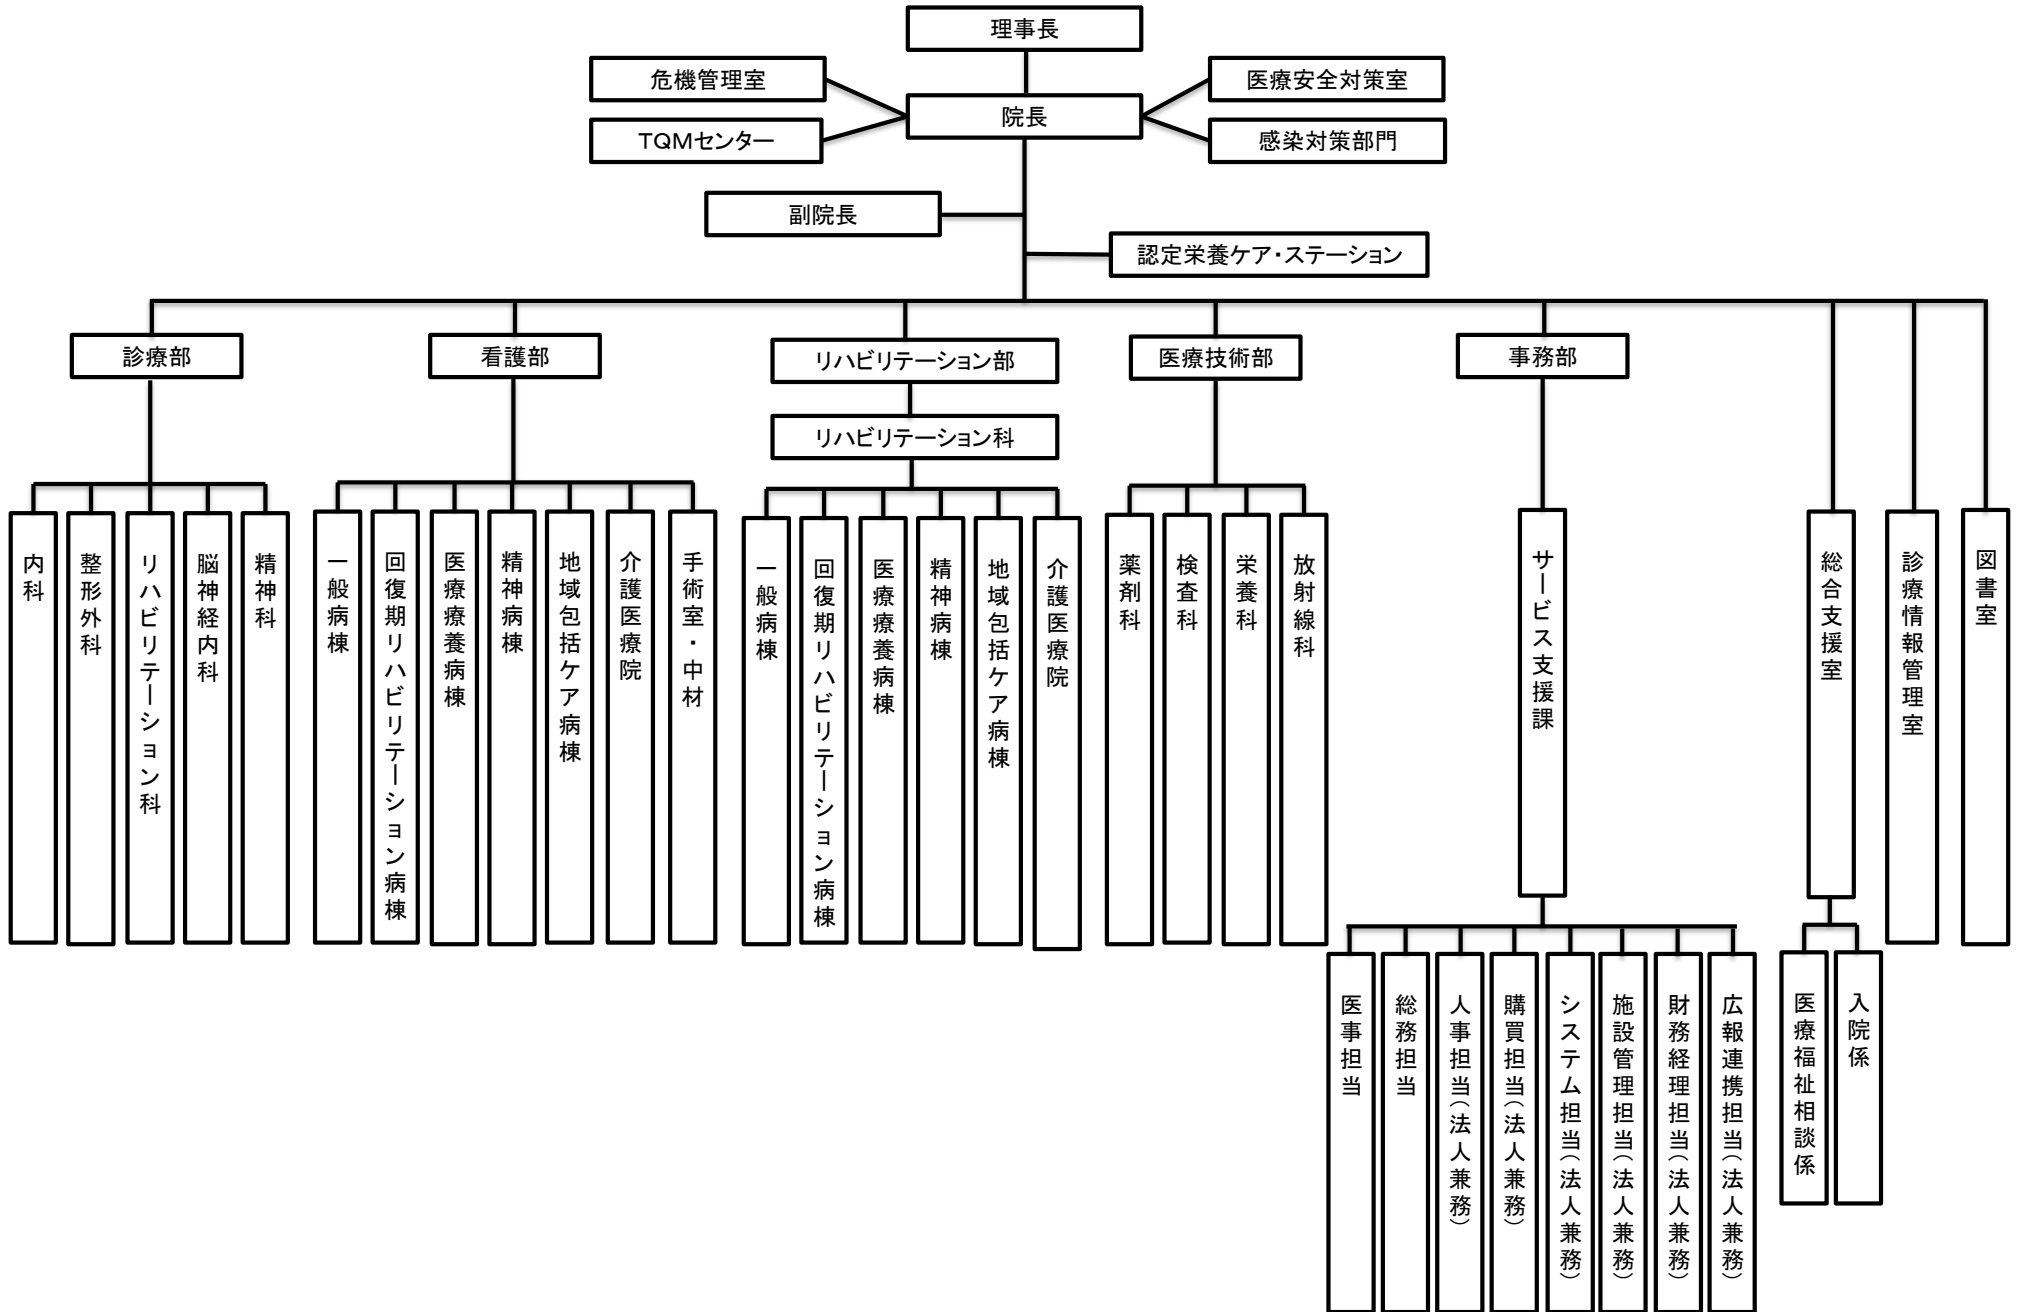 理事長
危機管理室
医療安全対策室
院長
TQMセンター
感染対策部門
副院長
認定栄養ケア・ステーション
診療部
看護部
リハビリテーション部
医療技術部
事務部
リハビリテーション科
内科
整形外科
リハビリテーション科
脳神経内科
精神科
一般病棟
回復期リハビリテーション病棟
医療療養病棟
精神病棟
地域包括ケア病棟
介護医療院
手術室・中材
一般病棟
回復期リハビリテーション病棟
医療療養病棟
精神病棟
地域包括ケア病棟
介護医療院
薬剤科
検査科
栄養科
放射線科
サービス支援課
総合支援室
診療情報管理室
図書室
医事担当
総務担当
人事担当(法人兼務)
購買担当(法人兼務)
システム担当(法人兼務)
施設管理担当(法人兼務)
財務経理担当(法人兼務)
広報連携担当(法人兼務)
医療福祉相談係
入院係